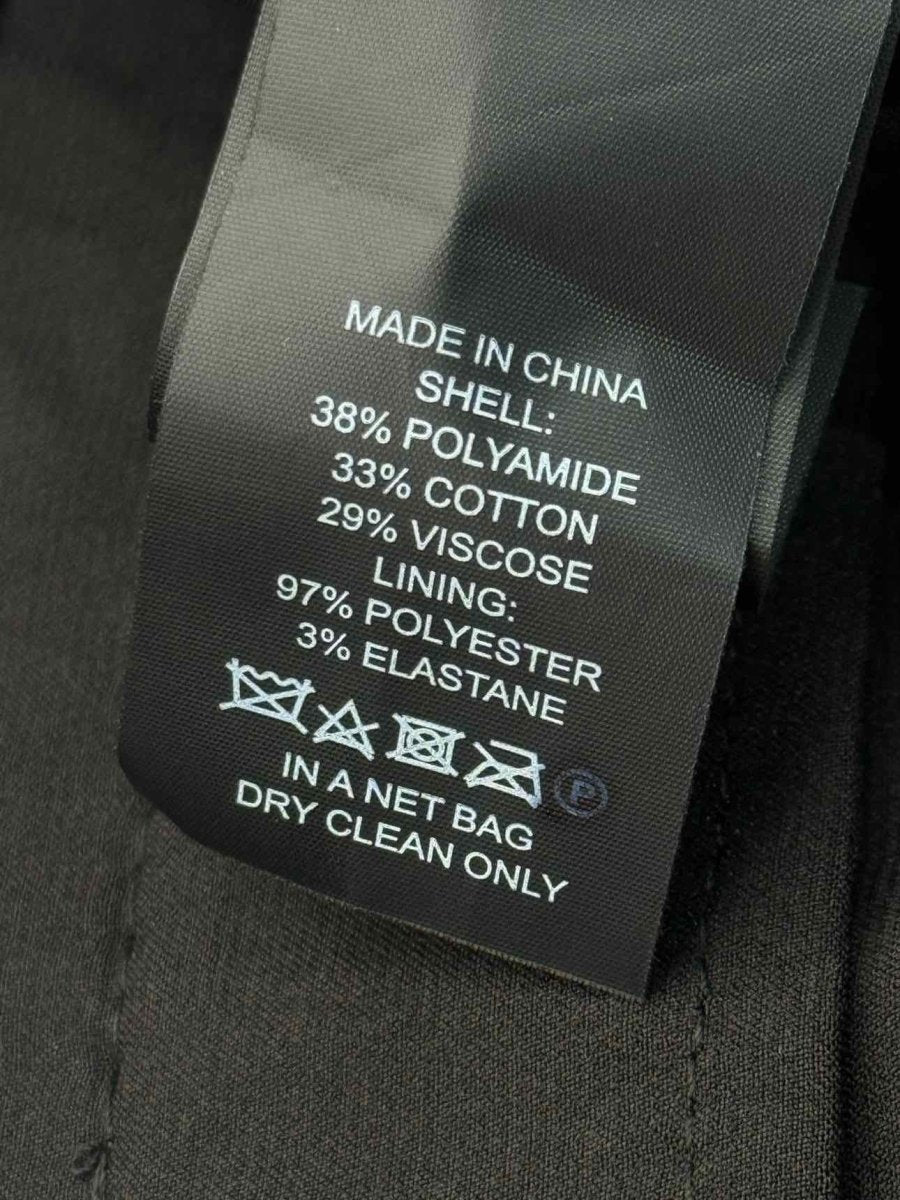 MADE IN CHINA
SHELL:
38% POLYAMIDE
33% COTTON
29% VISCOSE
LINING:
97% POLYESTER
3% ELASTANE
P
IN A NET BAG
DRY CLEAN ONLY